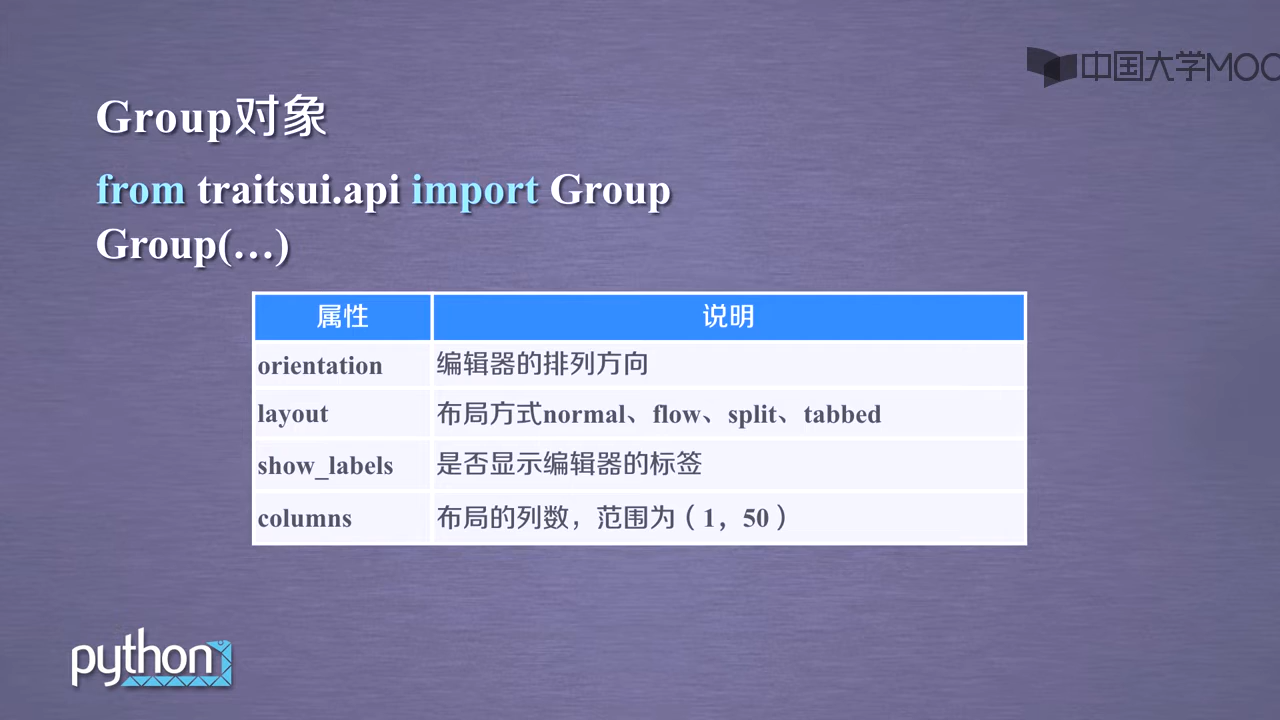 中国大学MOO
Group对象
from traitsui.api import Group
Group(…)
属性 说明
orientation 编辑器的排列方向
layout 布局方式normal、flow、split、tabbed
show_labels 是否显示编辑器的标签
columns 布局的列数，范围为（1，50）
python